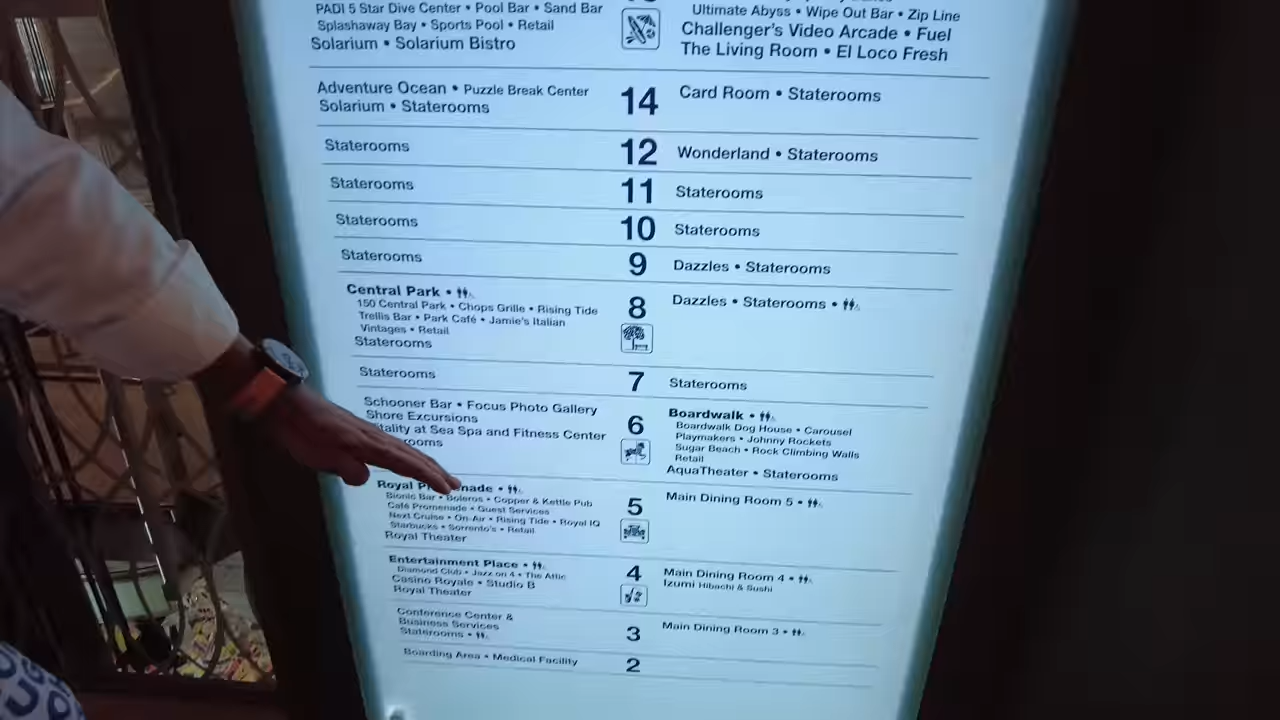 PADI 5 Star Dive Center • Pool Bar • Sand Bar
Splashaway Bay • Sports Pool • Retail
Solarium • Solarium Bistro
Ultimate Abyss • Wipe Out Bar • Zip Line
Challenger's Video Arcade • Fuel
The Living Room • El Loco Fresh
Adventure Ocean • Puzzle Break Center
Solarium • Staterooms
14
Card Room • Staterooms
Staterooms
12
Wonderland • Staterooms
Staterooms
11
Staterooms
Staterooms
10
Staterooms
Staterooms
9
Dazzles • Staterooms
Central Park •
150 Central Park • Chops Grille • Rising Tide
Trellis Bar • Park Café • Jamie's Italian
Vintages • Retail
Staterooms
8
Dazzles • Staterooms •
Staterooms
7
Staterooms
Schooner Bar • Focus Photo Gallery
Shore Excursions
tality at Sea Spa and Fitness Center
rooms
6
Boardwalk •
Boardwalk Dog House • Carousel
Playmakers • Johnny Rockets
Sugar Beach • Rock Climbing Walls
Retail
AquaTheater • Staterooms
Royal P nade •
Bionic Bar • Boleros • Copper & Kettle Pub
Café Promenade • Guest Services
Next Cruise • On-Air • Rising Tide • Royal IQ
Starbucks • Sorrento's • Retail
Royal Theater
5
Main Dining Room 5 •
Entertainment Place •
Diamond Club • Jazz on 4 • The Attic
Casino Royale • Studio B
Royal Theater
4
Main Dining Room 4 •
Izumi Hibachi & Sushi
Conference Center &
Business Services
Staterooms •
3
Main Dining Room 3 •
Boarding Area • Medical Facility
2